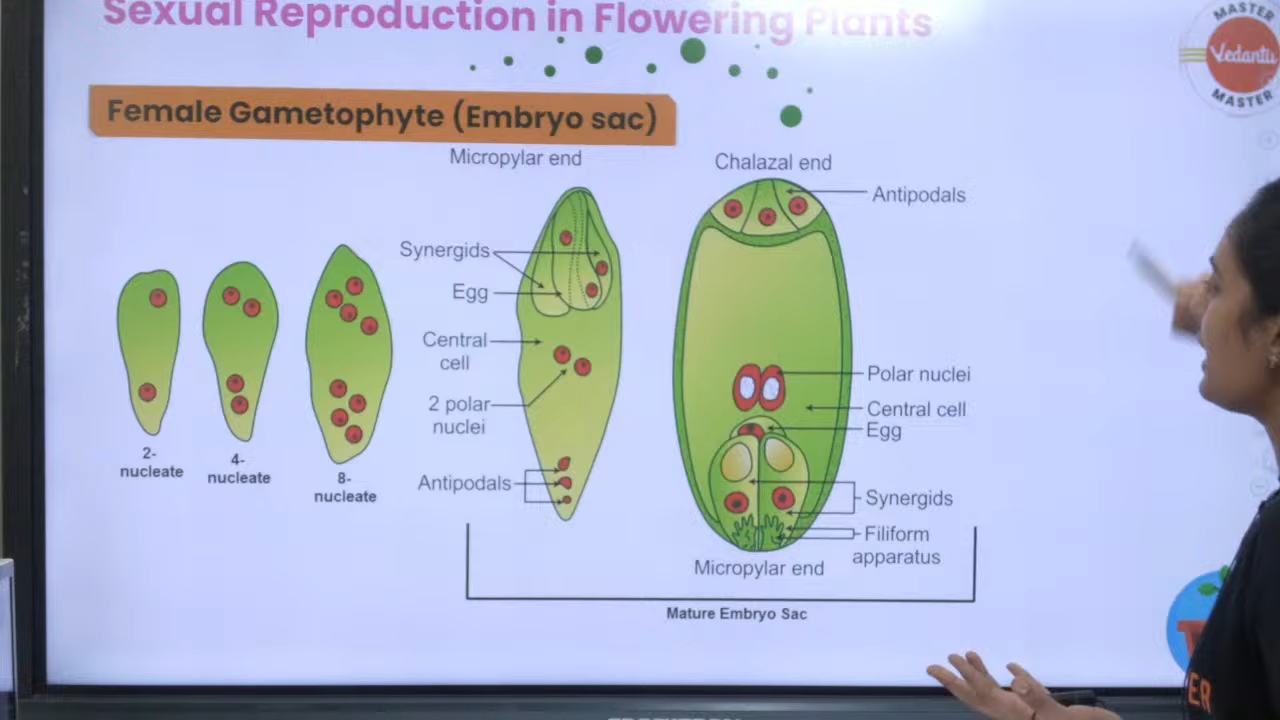 Sexual Reproduction in Flowering Plants
MASTER
Vedantu
MASTER
Female Gametophyte (Embryo sac)
Micropylar end
Chalazal end
Antipodals
Synergids
Egg
Central
cell
2 polar
nuclei
Antipodals
Polar nuclei
Central cell
Egg
Synergids
Filiform
apparatus
Micropylar end
2-
nucleate
4-
nucleate
8-
nucleate
Mature Embryo Sac
ER